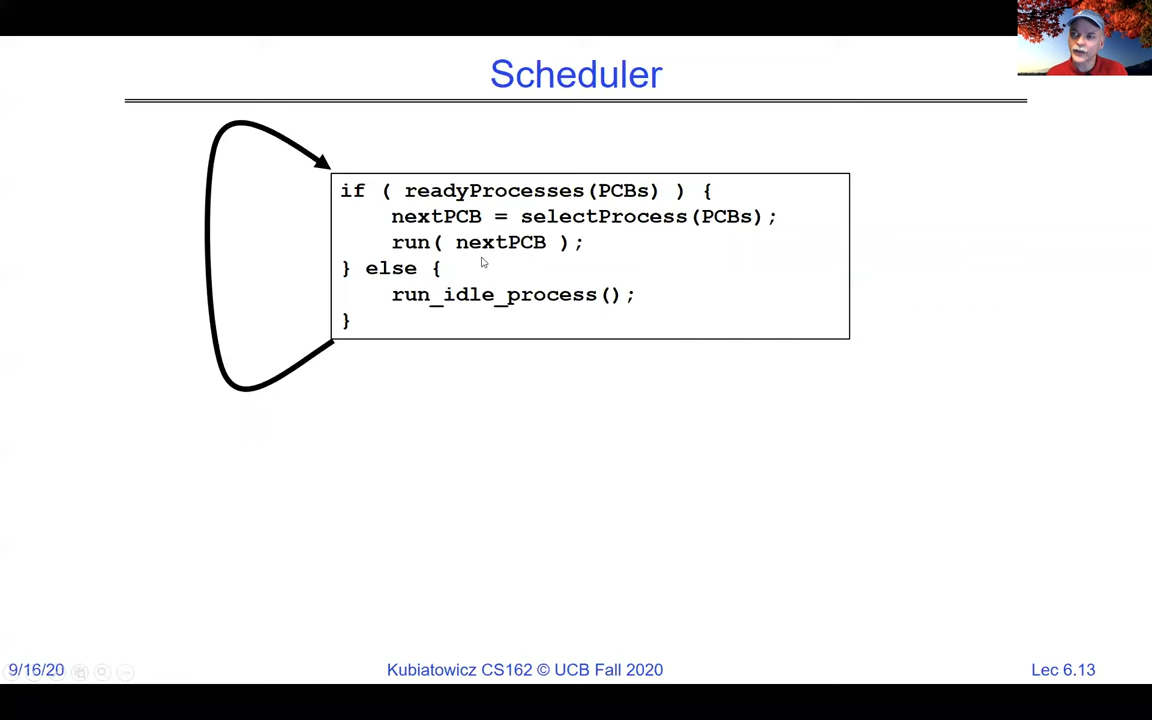 Scheduler
if ( readyProcesses(PCBs) ) {
    nextPCB = selectProcess(PCBs);
    run( nextPCB );
} else {
    run_idle_process();
}
9/16/20
Kubiatowicz CS162 © UCB Fall 2020
Lec 6.13